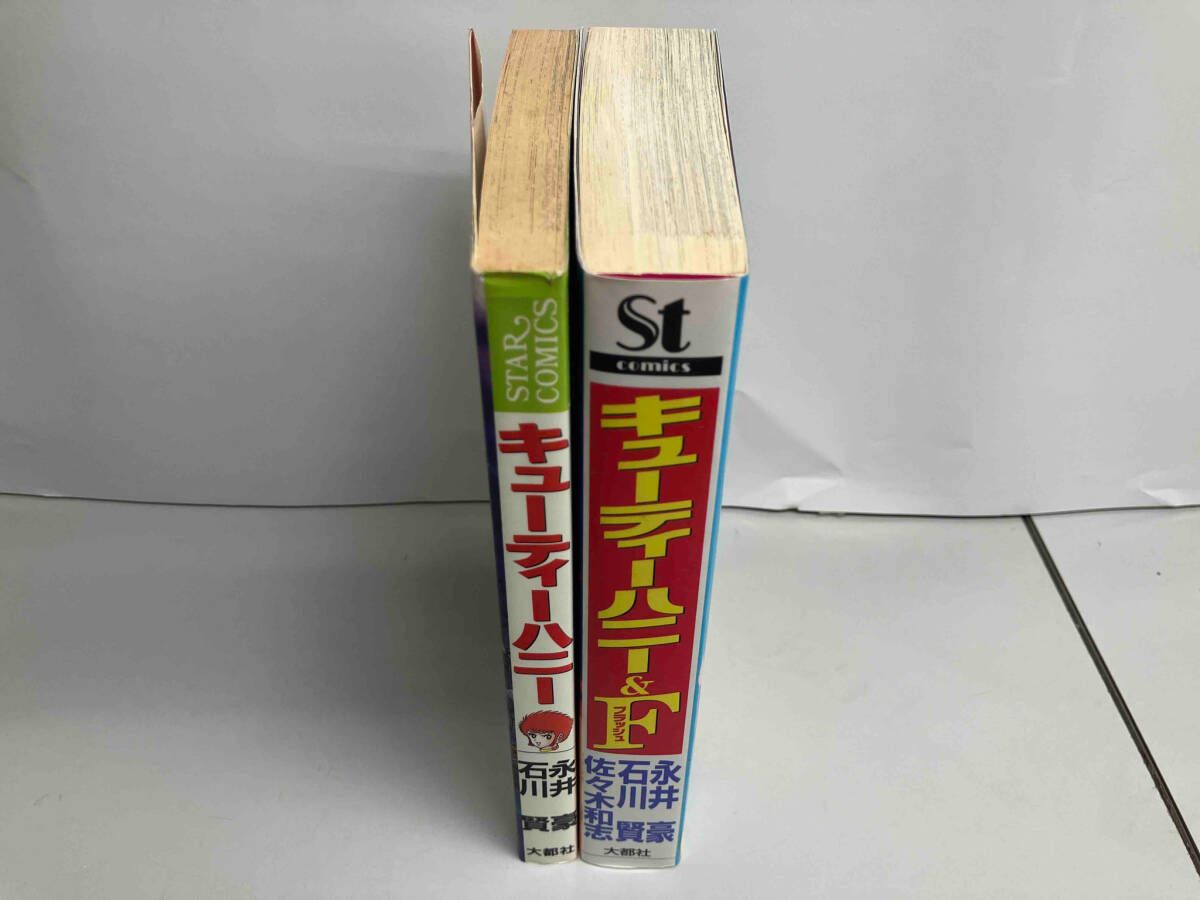 STAR
COMICS
キューティーハニー
永井 豪
石川 賢
大都社
St
comics
キューティーハニー
&
F
フラッシュ
永井 豪
石川 賢
佐々木和志
大都社